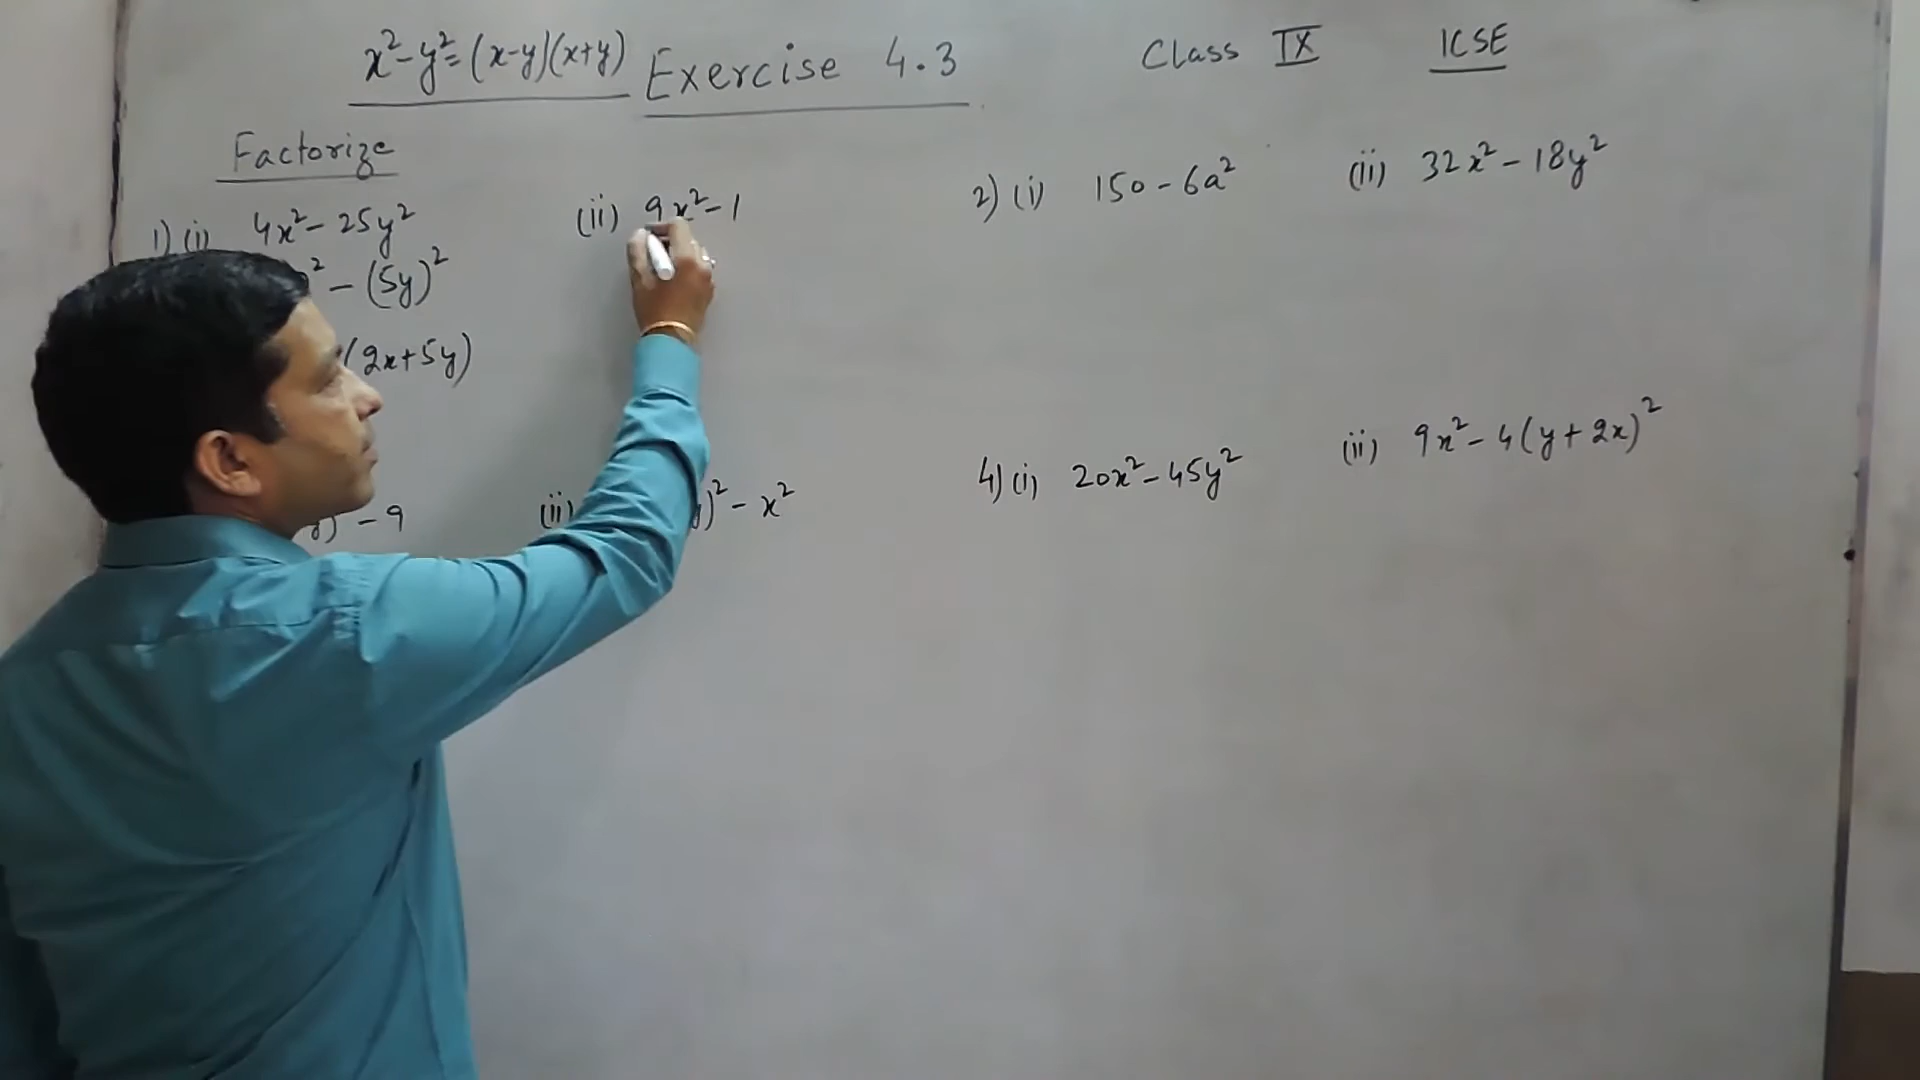 x²-y²=(x-y)(x+y) Exercise 4.3 Class IX ICSE
Factorize
1) (i) 4x²-25y² (ii) 9x²-1 2) (i) 150-6a² (ii) 32x²-18y²
² - (5y)²
(2x+5y)
) - 9 (ii) )² - x² 4) (i) 20x²-45y² (ii) 9x²-4(y+2x)²